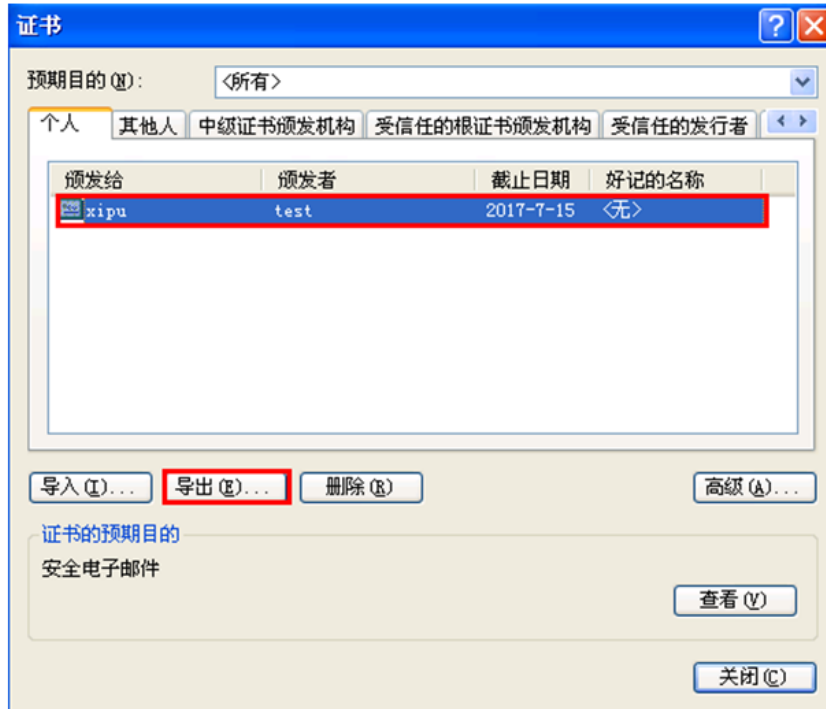 证书
预期目的(N): <所有>
个人 其他人 中级证书颁发机构 受信任的根证书颁发机构 受信任的发行者
颁发给 颁发者 截止日期 好记的名称
xipu test 2017-7-15 <无>
导入(I)... 导出(E)... 删除(R) 高级(A)...
证书的预期目的
安全电子邮件
查看(V)
关闭(C)